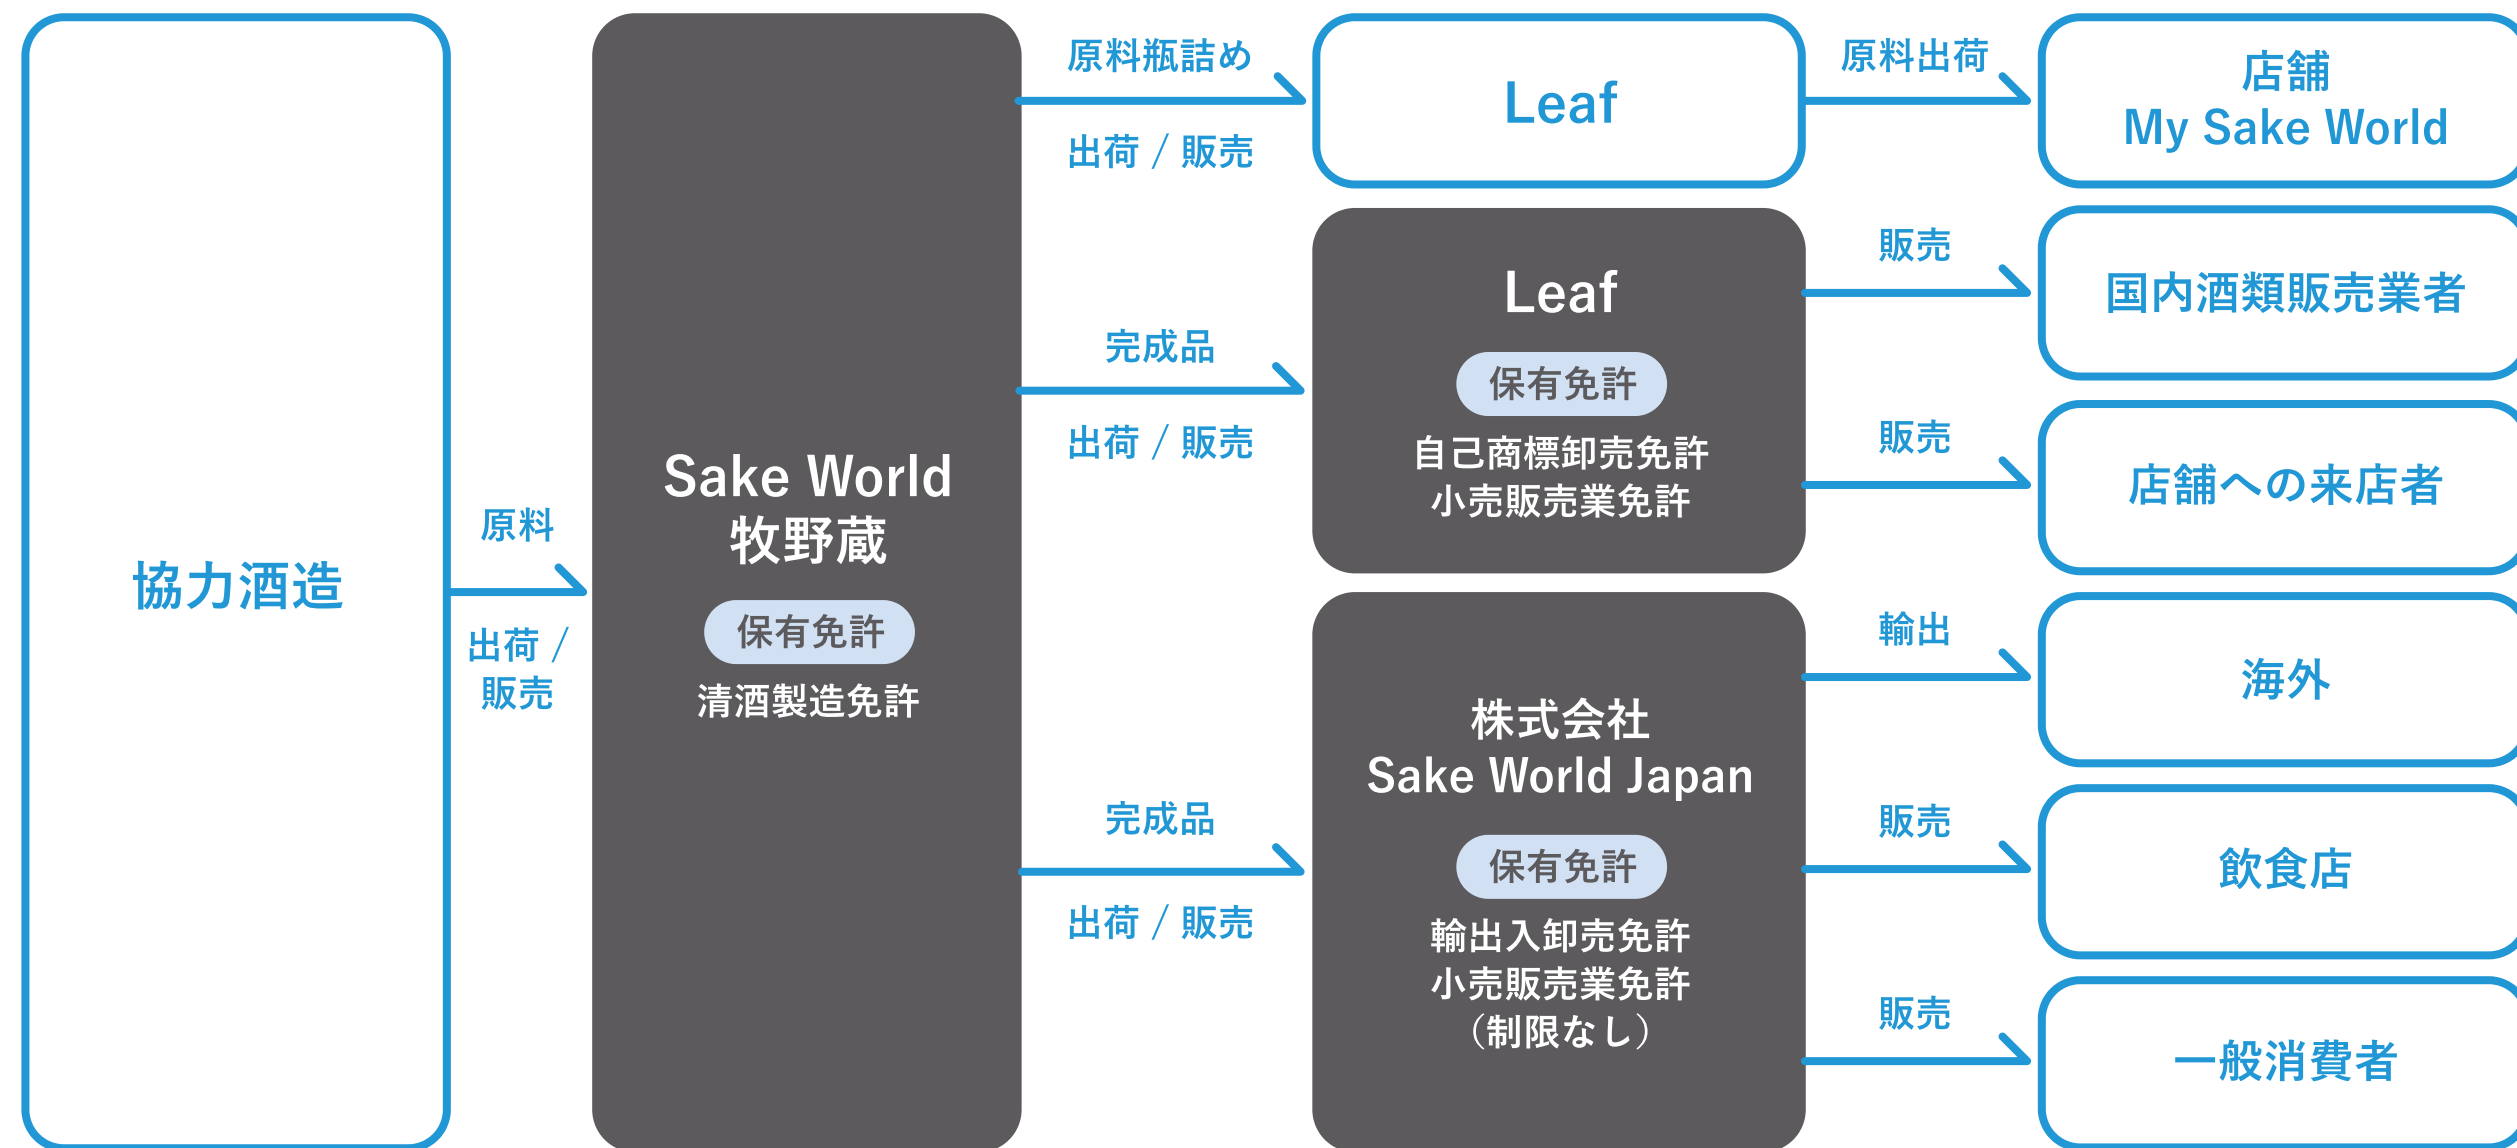 協力酒造
原料
出荷 /
販売
Sake World
牧野蔵
保有免許
清酒製造免許
原料瓶詰め
出荷 / 販売
完成品
出荷 / 販売
完成品
出荷 / 販売
Leaf
Leaf
保有免許
自己商標卸売免許
小売販売業免許
株式会社
Sake World Japan
保有免許
輸出入卸売免許
小売販売業免許
（制限なし）
原料出荷
販売
販売
輸出
販売
販売
店舗
My Sake World
国内酒類販売業者
店舗への来店者
海外
飲食店
一般消費者